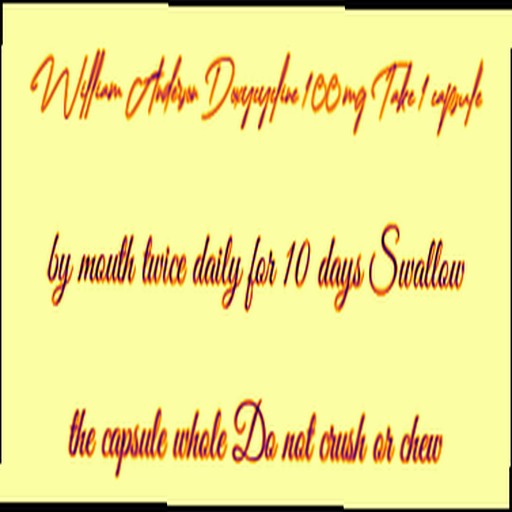 William Anderson Doxycycline 100 mg Take 1 capsule
by mouth twice daily for 10 days Swallow
the capsule whole Do not crush or chew